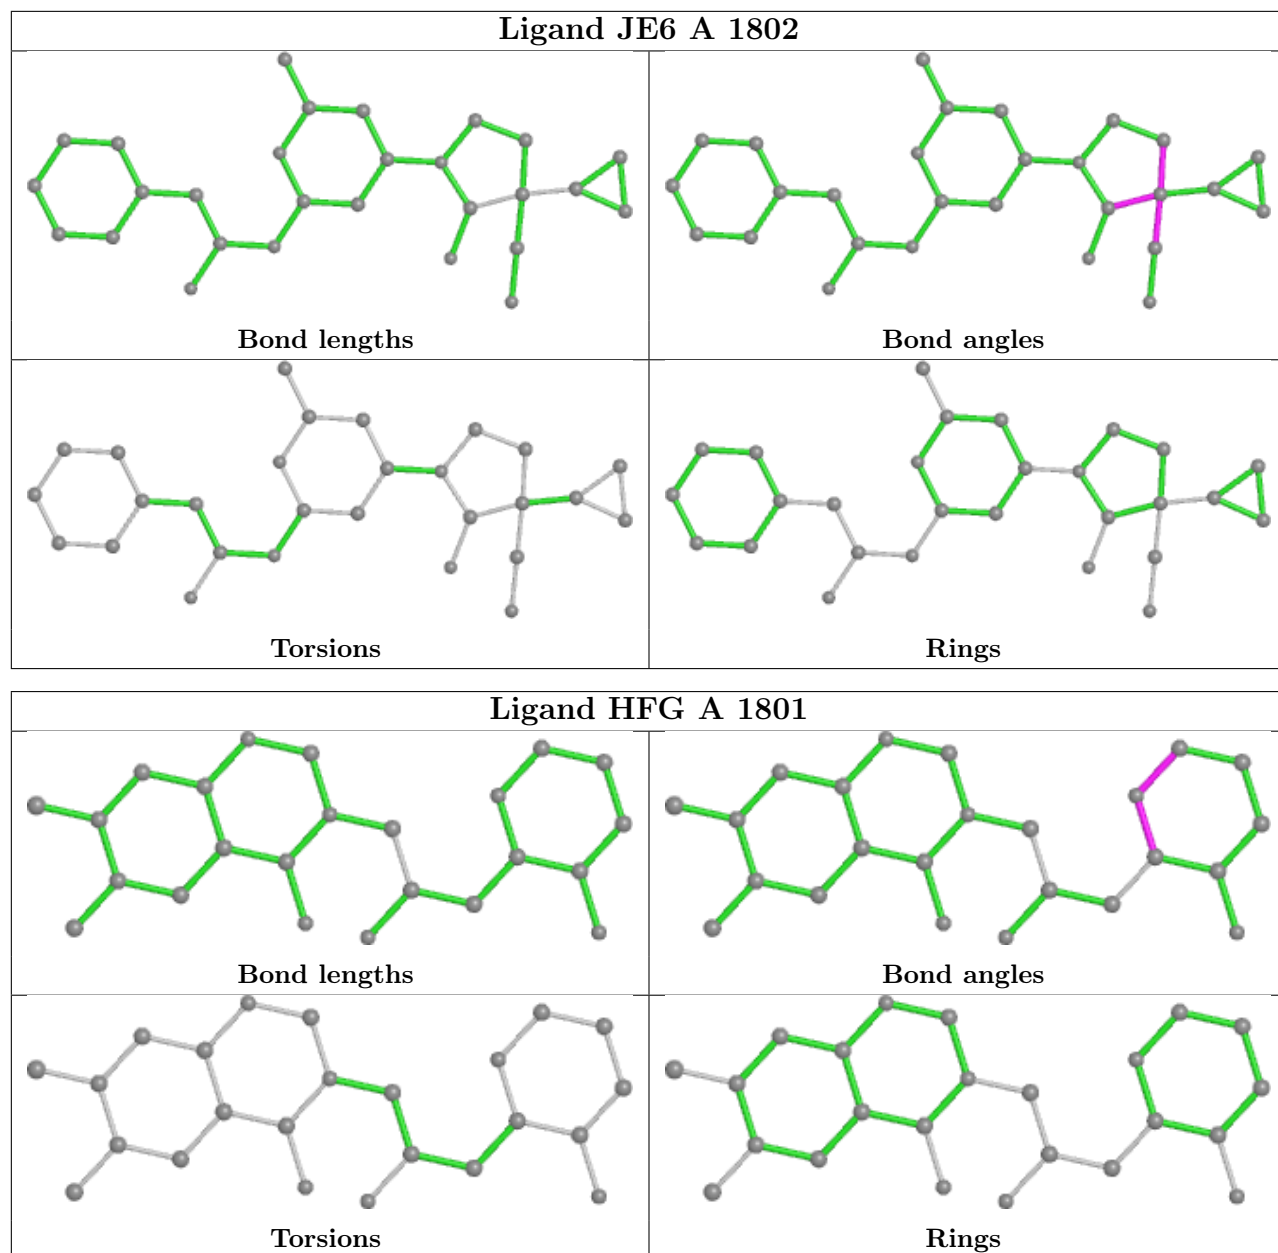 Ligand JE6 A 1802
Bond lengths
Bond angles
Torsions
Rings
Ligand HFG A 1801
Bond lengths
Bond angles
Torsions
Rings